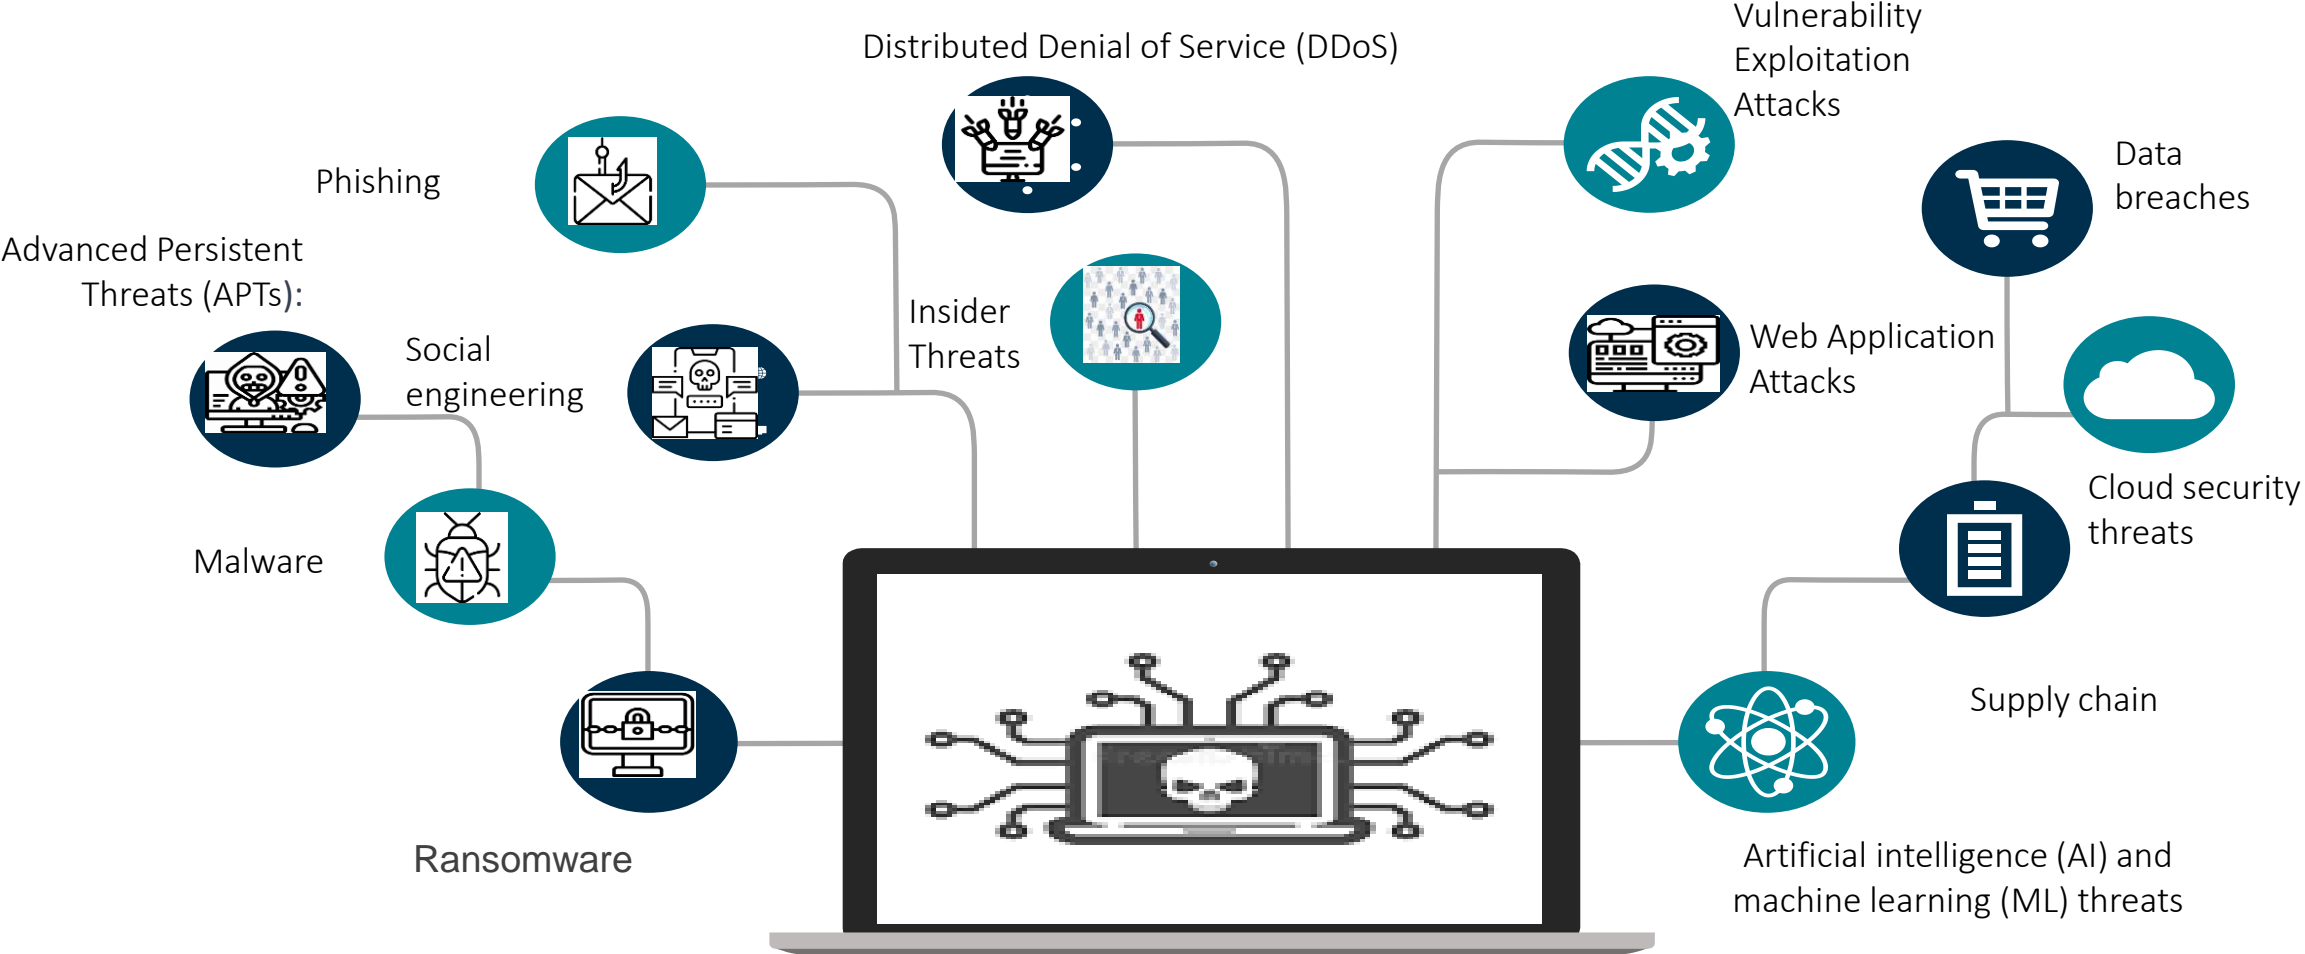 Vulnerability
Exploitation
Attacks
Distributed Denial of Service (DDoS)
Data
breaches
Phishing
Advanced Persistent
Threats (APTs):
Insider
Threats
Social
engineering
Web Application
Attacks
Cloud security
threats
Malware
Supply chain
Ransomware
Artificial intelligence (AI) and
machine learning (ML) threats